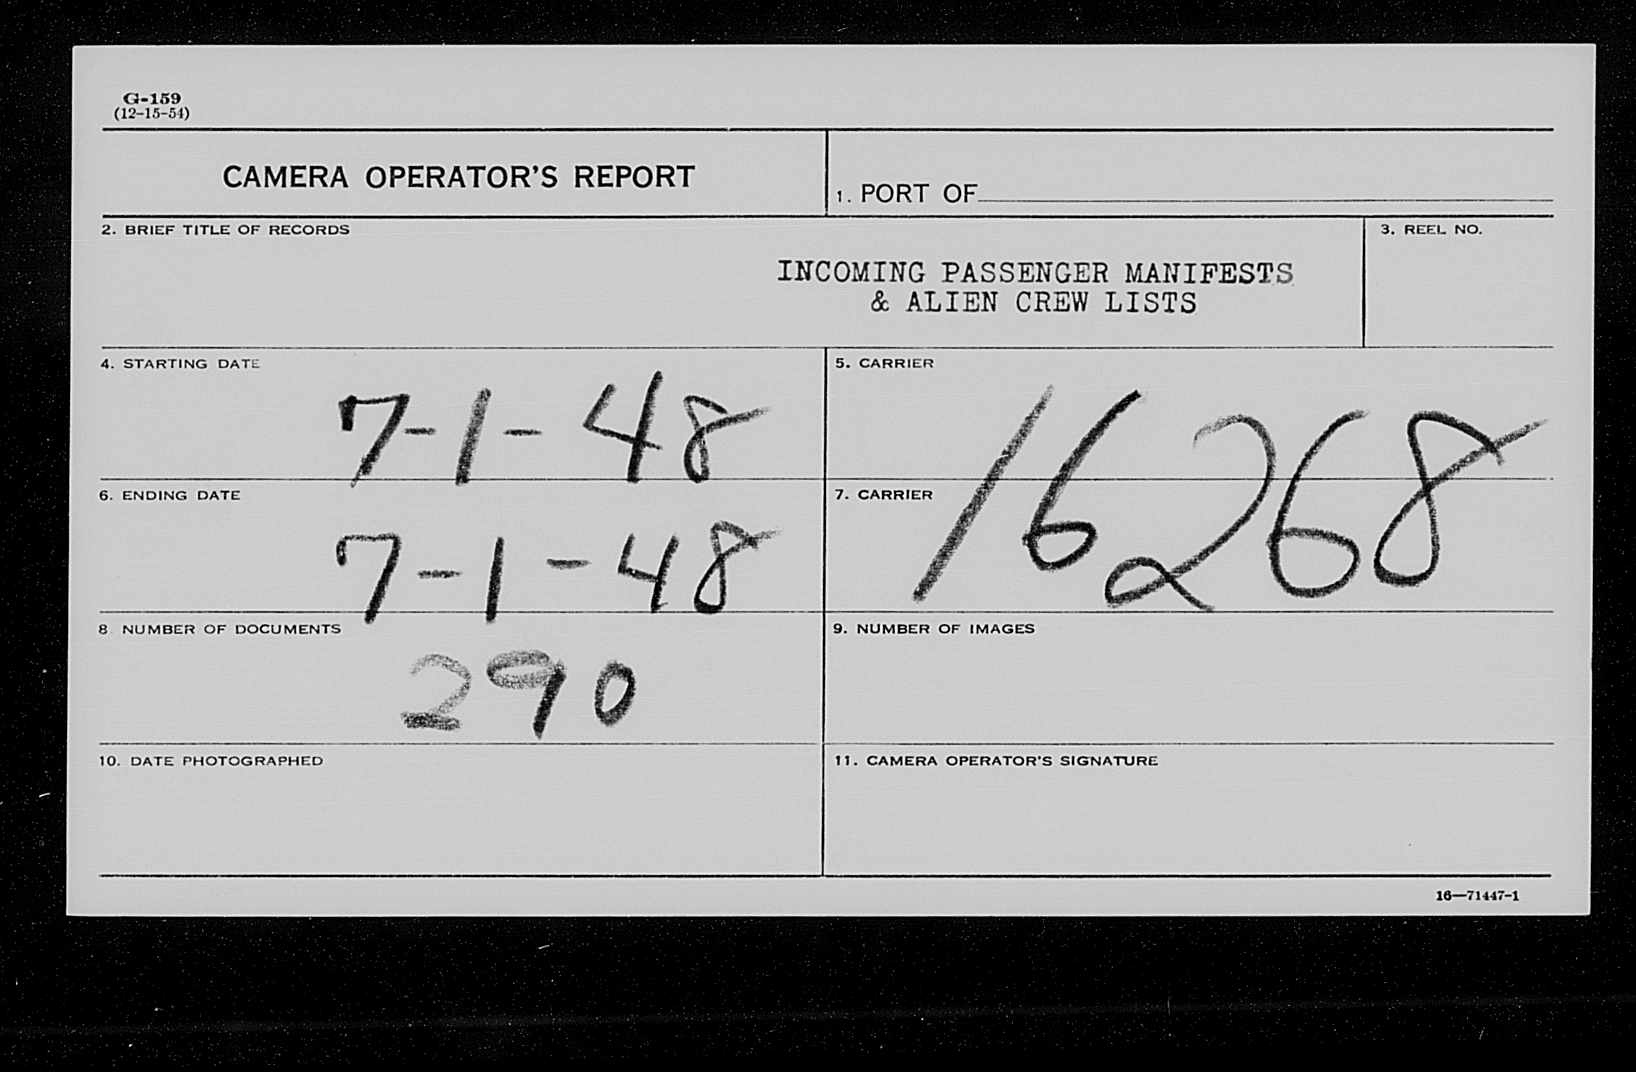 G-159
(12-15-54)
CAMERA OPERATOR'S REPORT
1. PORT OF
2. BRIEF TITLE OF RECORDS
INCOMING PASSENGER MANIFESTS
& ALIEN CREW LISTS
3. REEL NO.
4. STARTING DATE
7-1-48
5. CARRIER
16268
6. ENDING DATE
7-1-48
7. CARRIER
8 NUMBER OF DOCUMENTS
290
9. NUMBER OF IMAGES
10. DATE PHOTOGRAPHED
11. CAMERA OPERATOR'S SIGNATURE
16—71447-1